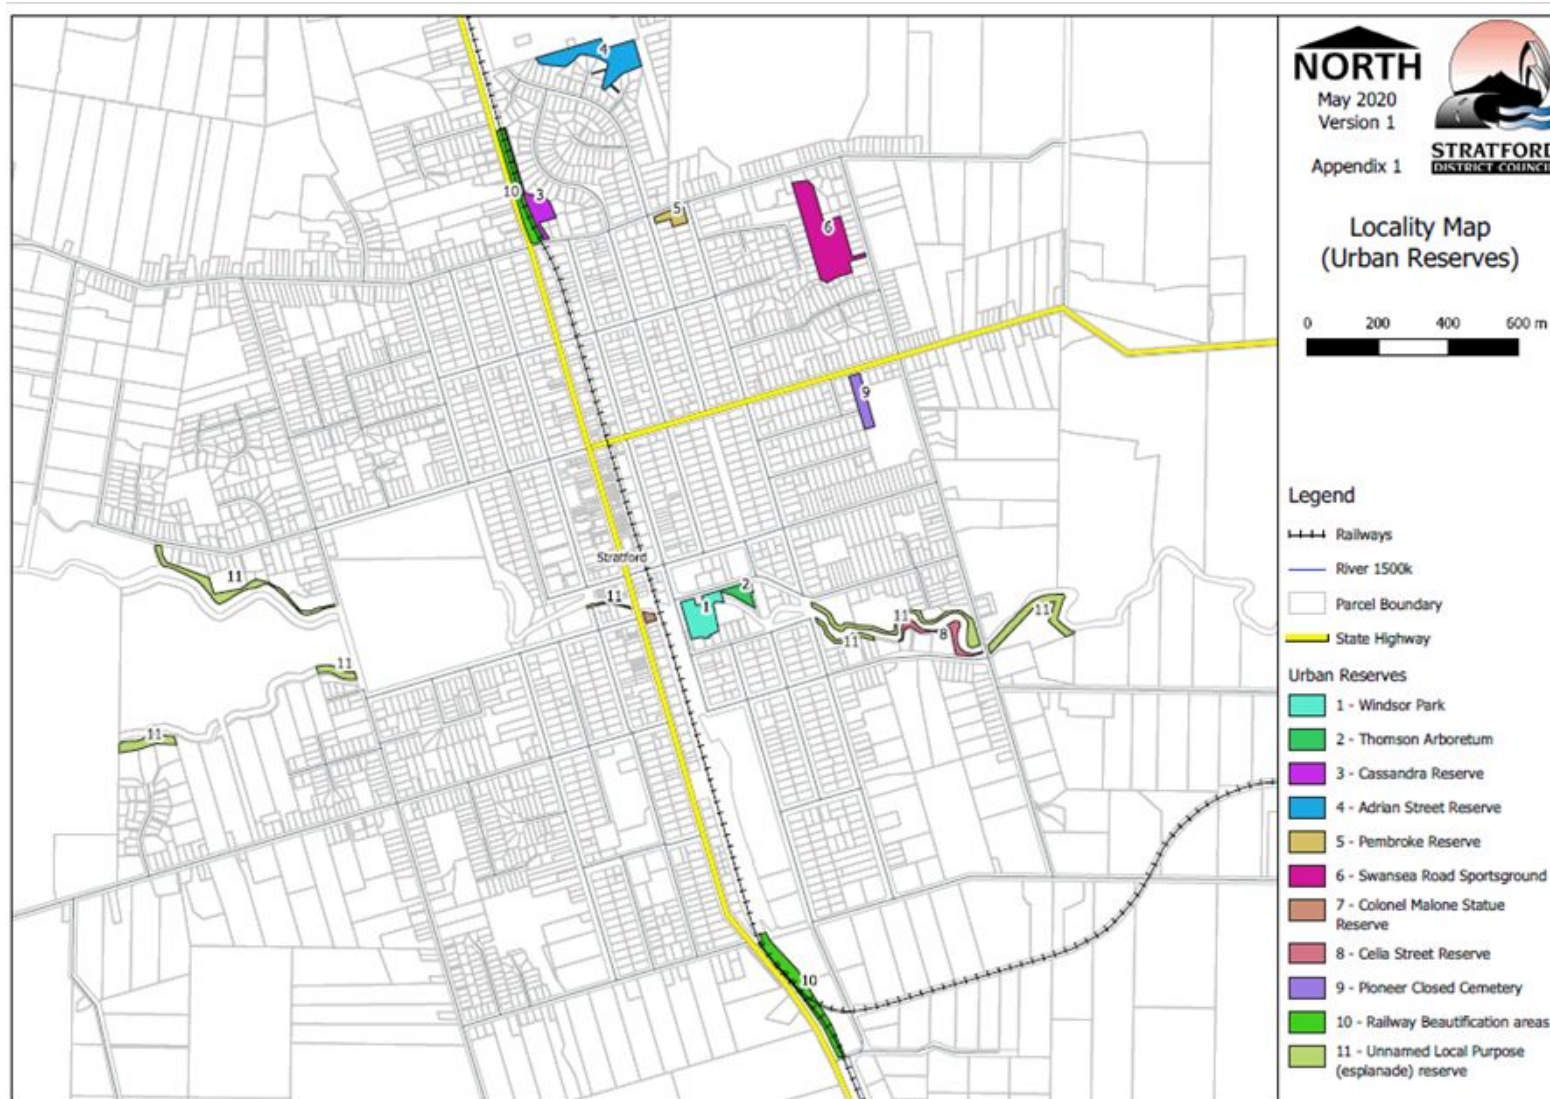 4
10
3
5
6
9
Stratford
11
11
1
2
11
11
8
11
11
11
10
NORTH
May 2020
Version 1
Appendix 1
STRATFORD
DISTRICT COUNCIL
Locality Map
(Urban Reserves)
0 200 400 600 m
Legend
Railways
River 1500k
Parcel Boundary
State Highway
Urban Reserves
1 - Windsor Park
2 - Thomson Arboretum
3 - Cassandra Reserve
4 - Adrian Street Reserve
5 - Pembroke Reserve
6 - Swansea Road Sportsground
7 - Colonel Malone Statue
Reserve
8 - Celia Street Reserve
9 - Pioneer Closed Cemetery
10 - Railway Beautification areas
11 - Unnamed Local Purpose
(esplanade) reserve